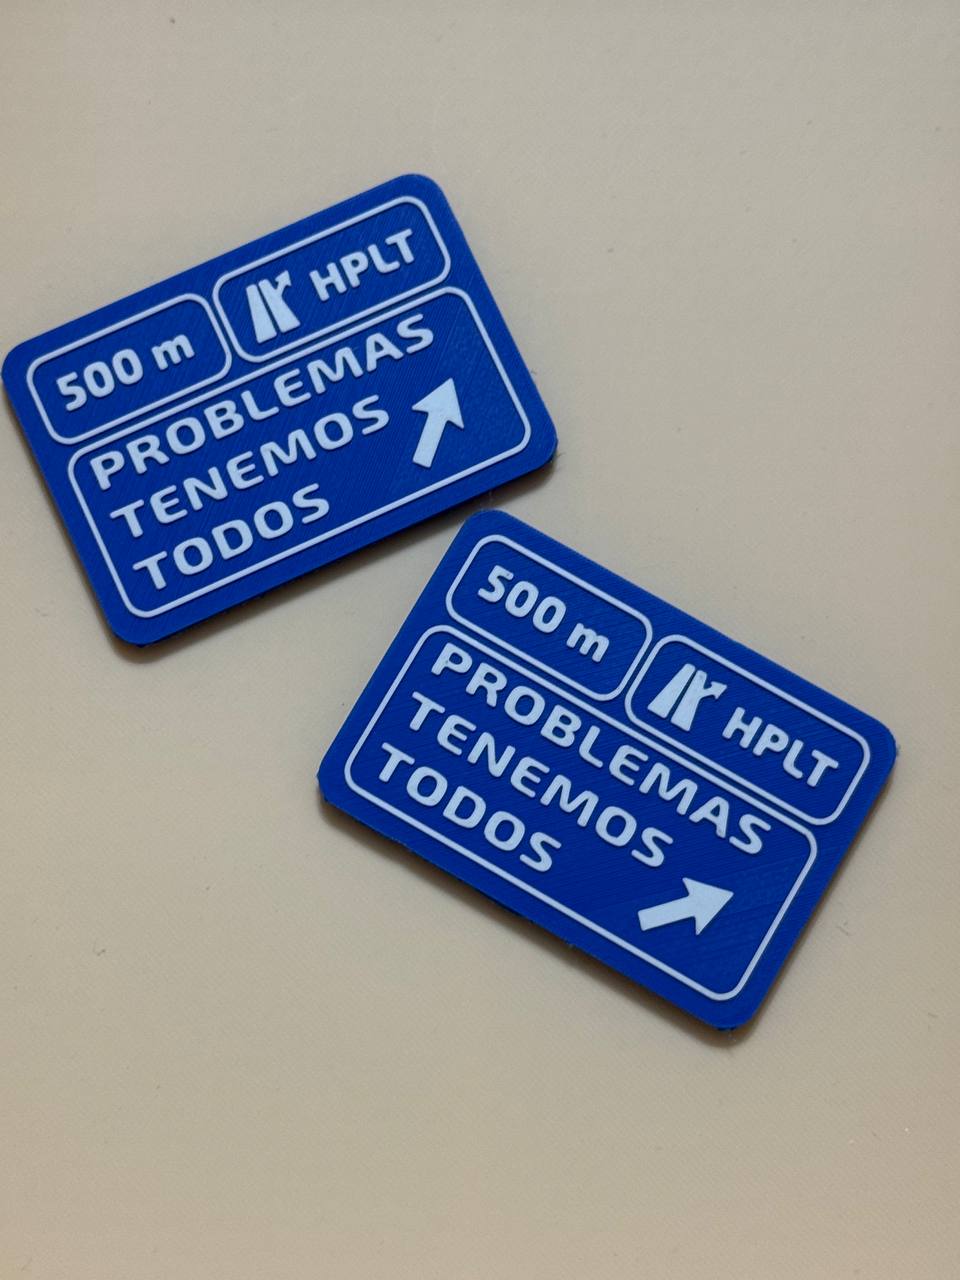 500 m
HPLT
PROBLEMAS
TENEMOS
TODOS
500 m
HPLT
PROBLEMAS
TENEMOS
TODOS